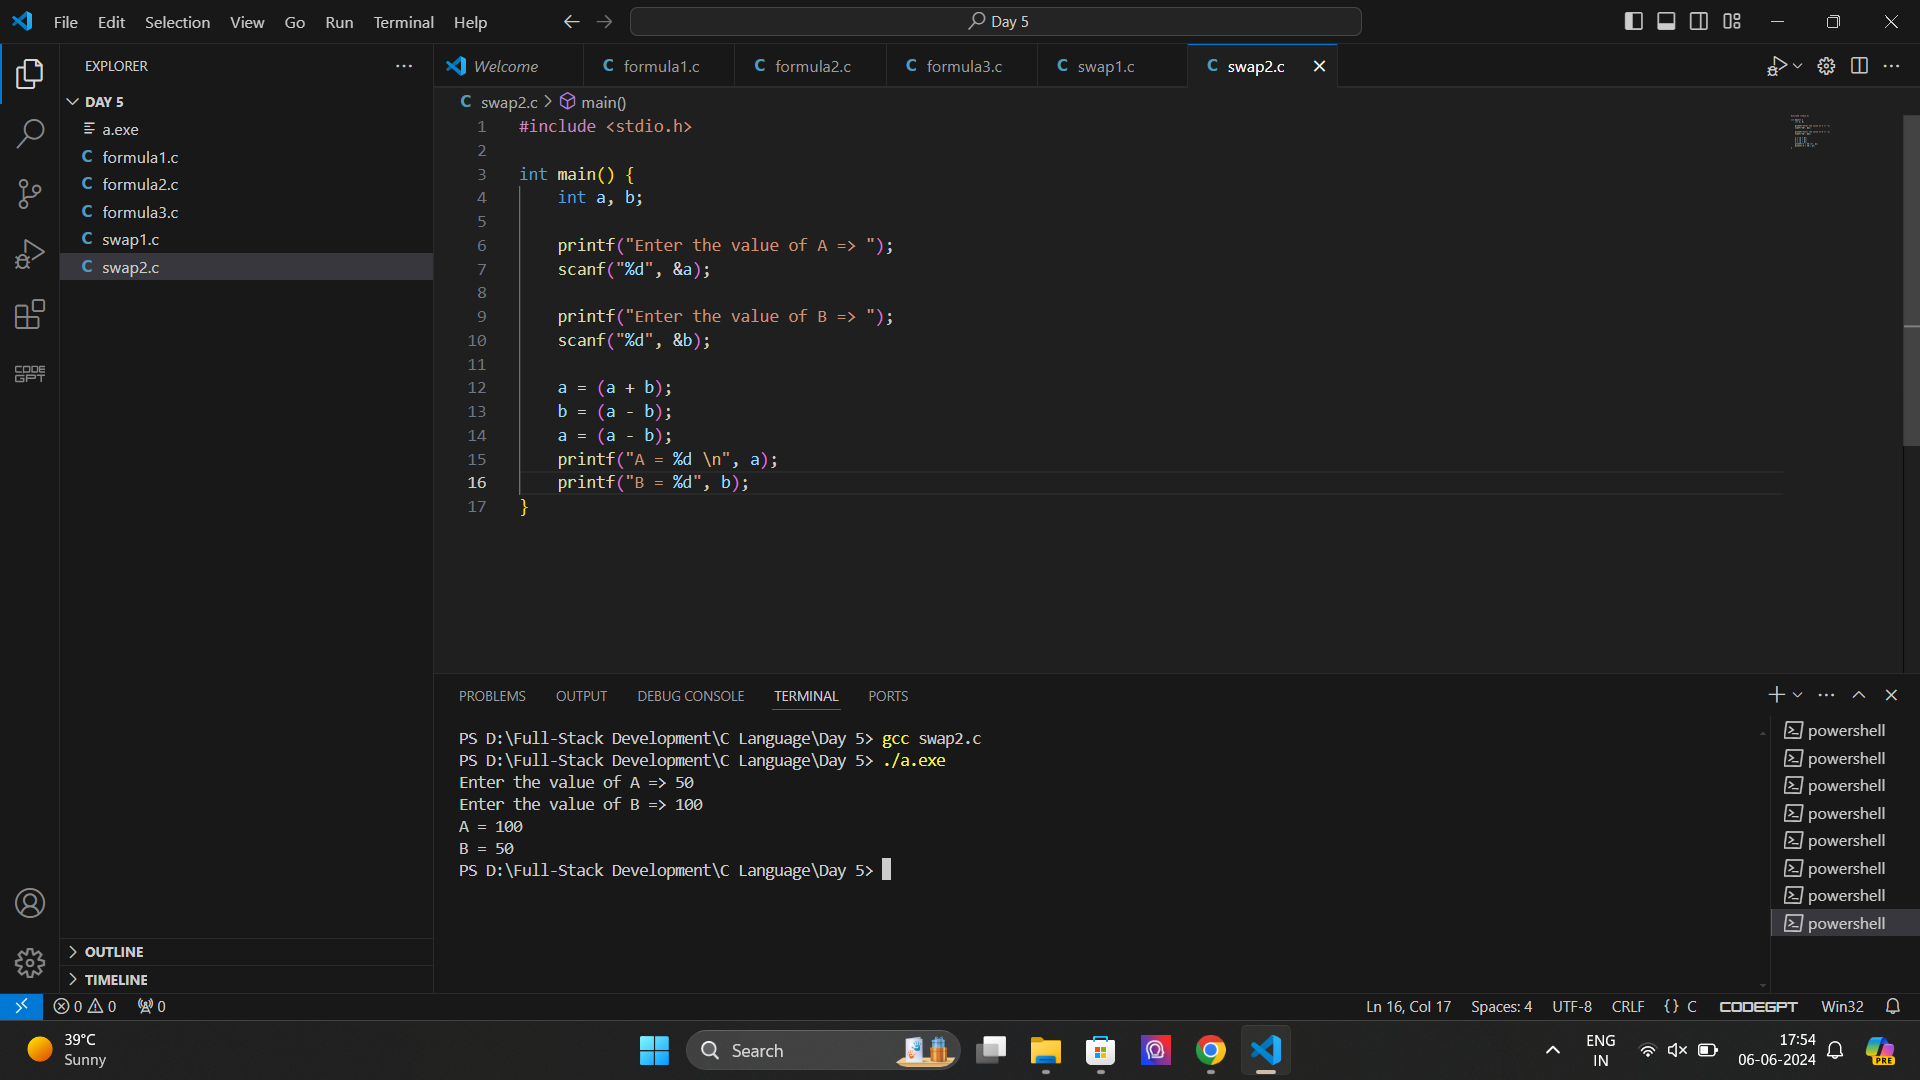 File Edit Selection View Go Run Terminal Help
Day 5
EXPLORER
DAY 5
a.exe
C formula1.c
C formula2.c
C formula3.c
C swap1.c
C swap2.c
OUTLINE
TIMELINE
CODE
GPT
Welcome C formula1.c C formula2.c C formula3.c C swap1.c C swap2.c
C swap2.c > main()
1 #include <stdio.h>
2
3 int main() {
4 int a, b;
5
6 printf("Enter the value of A => ");
7 scanf("%d", &a);
8
9 printf("Enter the value of B => ");
10 scanf("%d", &b);
11
12 a = (a + b);
13 b = (a - b);
14 a = (a - b);
15 printf("A = %d \n", a);
16 printf("B = %d", b);
17 }
PROBLEMS OUTPUT DEBUG CONSOLE TERMINAL PORTS
PS D:\Full-Stack Development\C Language\Day 5> gcc swap2.c
PS D:\Full-Stack Development\C Language\Day 5> ./a.exe
Enter the value of A => 50
Enter the value of B => 100
A = 100
B = 50
PS D:\Full-Stack Development\C Language\Day 5>
powershell
powershell
powershell
powershell
powershell
powershell
powershell
powershell
0 0 0 Ln 16, Col 17 Spaces: 4 UTF-8 CRLF {} C CODEGPT Win32
39°C
Sunny
Search
ENG
IN
17:54
06-06-2024
PRE